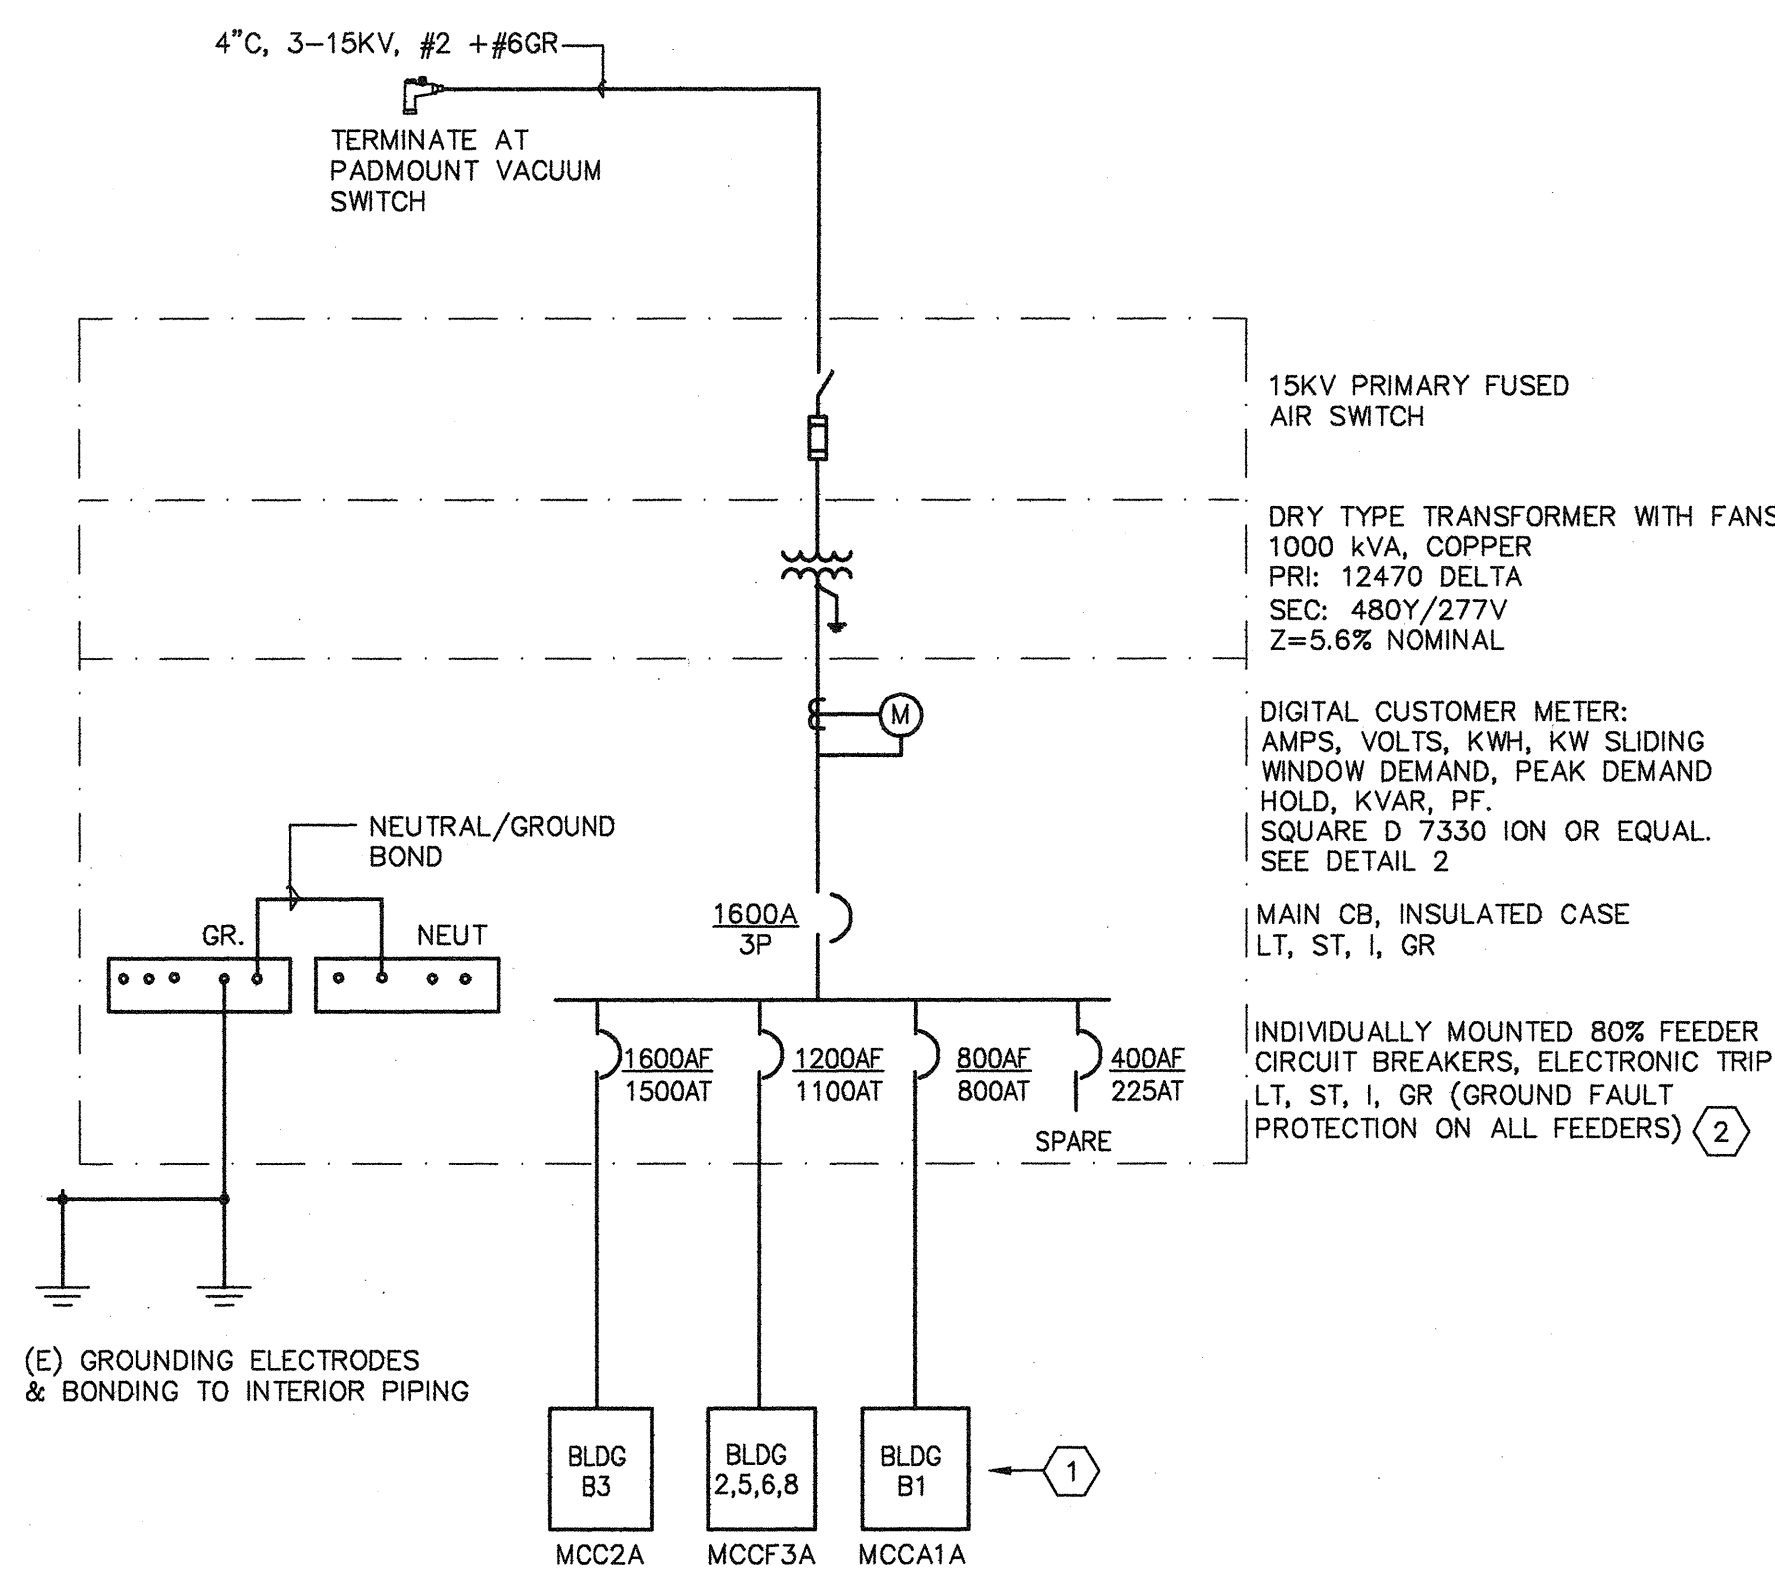 4"C, 3-15KV, #2 +#6GR
TERMINATE AT
PADMOUNT VACUUM
SWITCH
15KV PRIMARY FUSED
AIR SWITCH
DRY TYPE TRANSFORMER WITH FANS
1000 kVA, COPPER
PRI: 12470 DELTA
SEC: 480Y/277V
Z=5.6% NOMINAL
M
DIGITAL CUSTOMER METER:
AMPS, VOLTS, KWH, KW SLIDING
WINDOW DEMAND, PEAK DEMAND
HOLD, KVAR, PF.
SQUARE D 7330 ION OR EQUAL.
SEE DETAIL 2
NEUTRAL/GROUND
BOND
GR.
NEUT
1600A
3P
MAIN CB, INSULATED CASE
LT, ST, I, GR
1600AF
1500AT
1200AF
1100AT
800AF
800AT
400AF
225AT
SPARE
INDIVIDUALLY MOUNTED 80% FEEDER
CIRCUIT BREAKERS, ELECTRONIC TRIP
LT, ST, I, GR (GROUND FAULT
PROTECTION ON ALL FEEDERS) 2
(E) GROUNDING ELECTRODES
& BONDING TO INTERIOR PIPING
BLDG
B3
MCC2A
BLDG
2,5,6,8
MCCF3A
BLDG
B1
MCCA1A
1